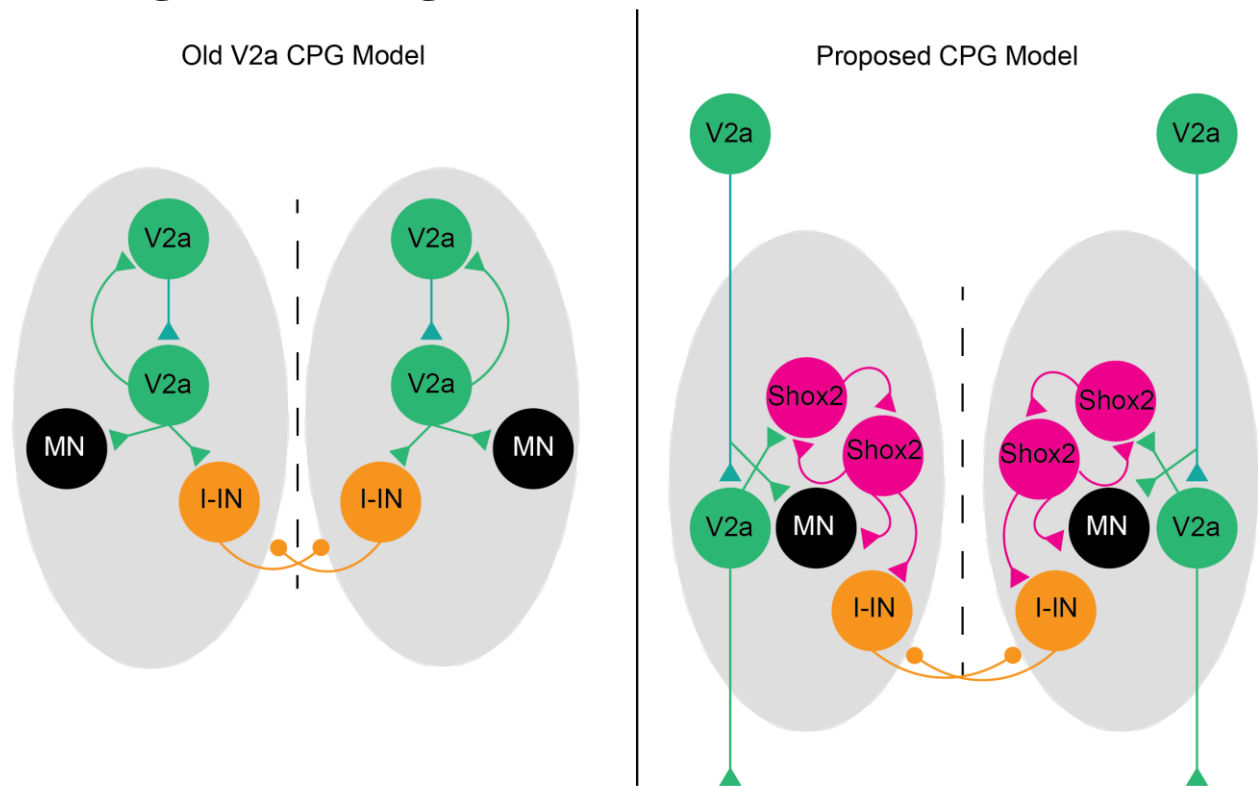 Old V2a CPG Model
V2a
V2a
V2a
V2a
MN
MN
I-IN
I-IN
Proposed CPG Model
V2a
V2a
Shox2
Shox2
Shox2
Shox2
V2a
MN
MN
V2a
I-IN
I-IN